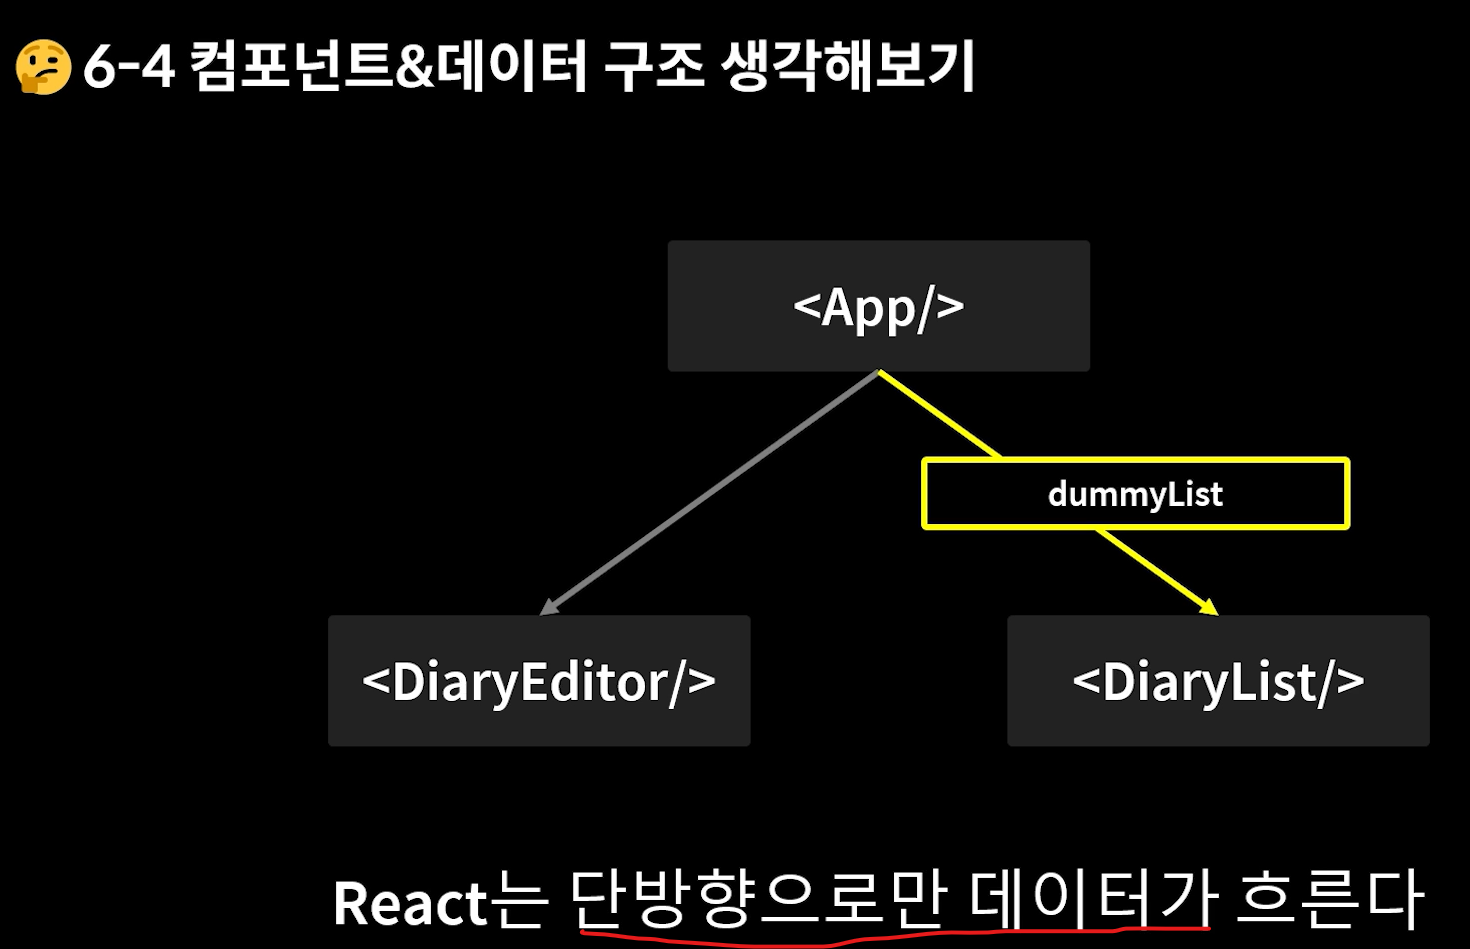 🤔 6-4 컴포넌트&데이터 구조 생각해보기
<App/>
dummyList
<DiaryEditor/>
<DiaryList/>
React는 단방향으로만 데이터가 흐른다